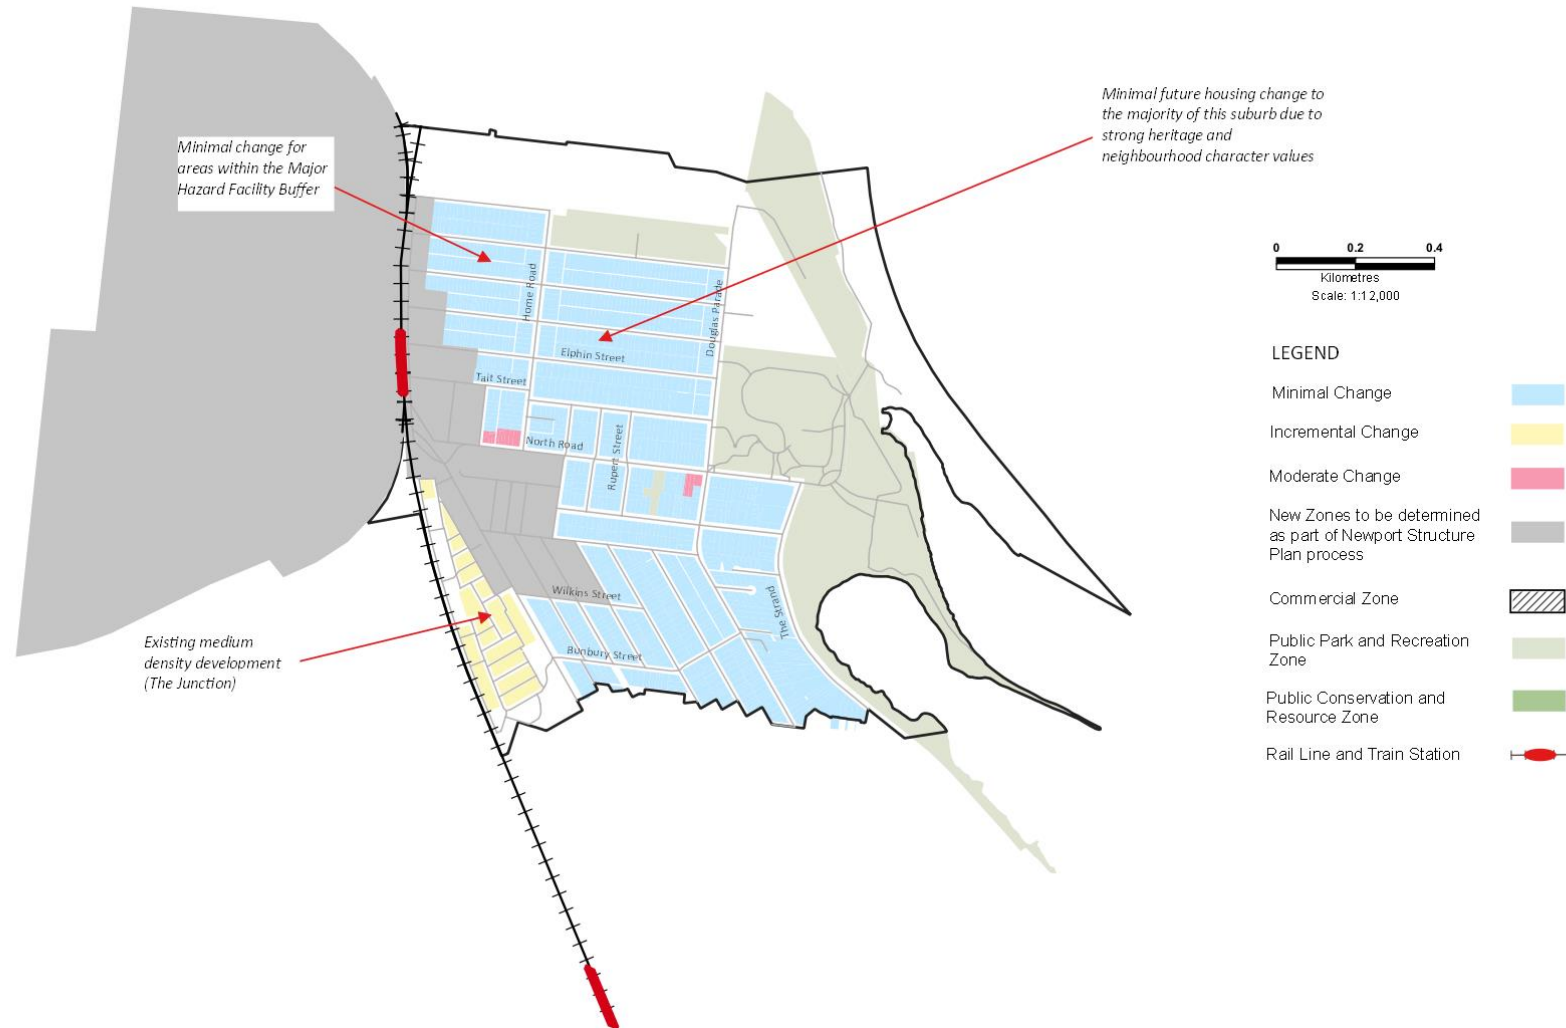 Minimal change for
areas within the Major
Hazard Facility Buffer
Minimal future housing change to
the majority of this suburb due to
strong heritage and
neighbourhood character values
Existing medium
density development
(The Junction)
Home Road
Douglas Parade
Elphin Street
Tait Street
North Road
Rupert Street
Wilkins Street
The Strand
Bunbury Street
0 0.2 0.4
Kilometres
Scale: 1:12,000
LEGEND
Minimal Change
Incremental Change
Moderate Change
New Zones to be determined
as part of Newport Structure
Plan process
Commercial Zone
Public Park and Recreation
Zone
Public Conservation and
Resource Zone
Rail Line and Train Station